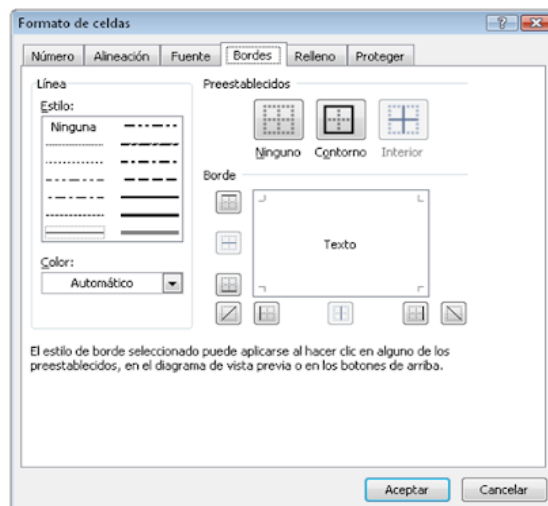 Formato de celdas
Número Alineación Fuente Bordes Relleno Proteger
Línea
Estilo:
Ninguna
Color:
Automático
Preestablecidos
Ninguno Contorno Interior
Borde
Texto
El estilo de borde seleccionado puede aplicarse al hacer clic en alguno de los
preestablecidos, en el diagrama de vista previa o en los botones de arriba.
Aceptar Cancelar